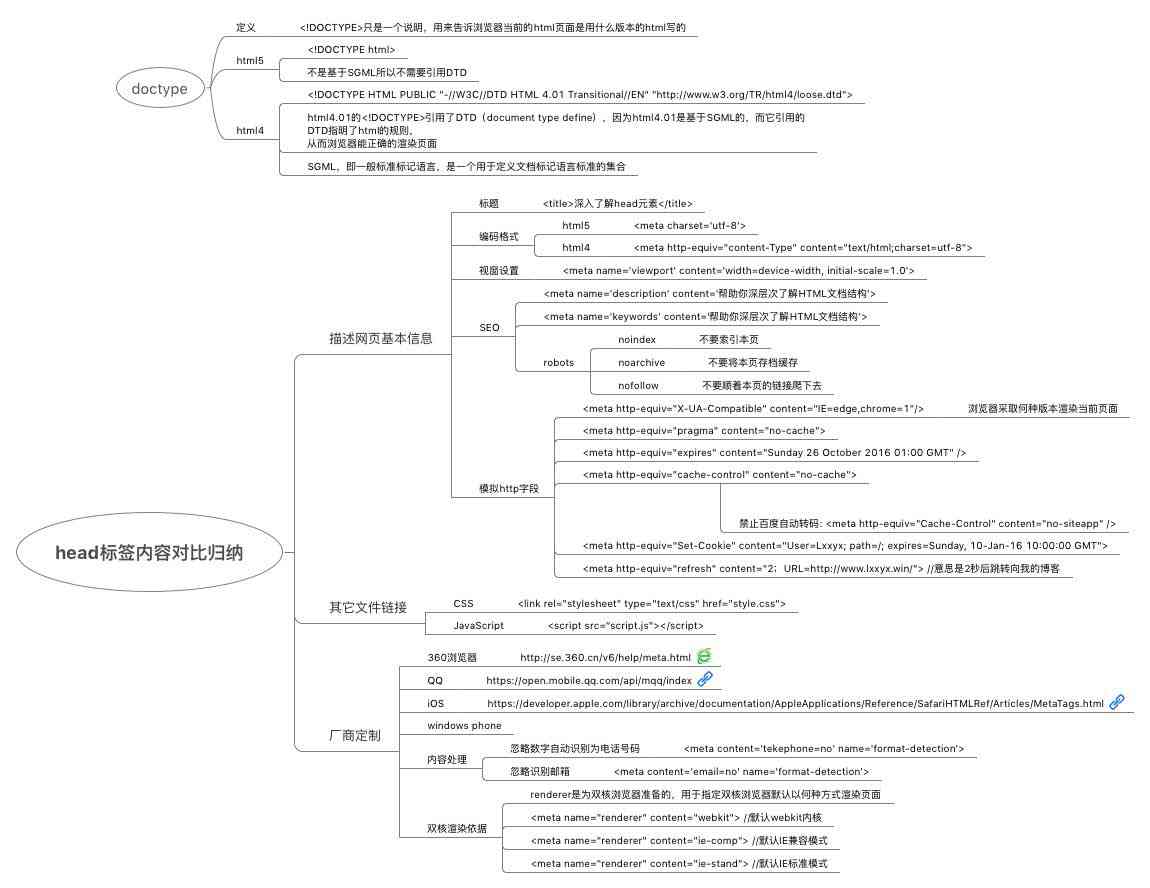 定义 <!DOCTYPE>只是一个说明，用来告诉浏览器当前的html页面是用什么版本的html写的
doctype
html5
<!DOCTYPE html>
不是基于SGML所以不需要引用DTD
html4
<!DOCTYPE HTML PUBLIC "-//W3C//DTD HTML 4.01 Transitional//EN" "http://www.w3.org/TR/html4/loose.dtd">
html4.01的<!DOCTYPE>引用了DTD（document type define），因为html4.01是基于SGML的，而它引用的
DTD指明了html的规则，
从而浏览器能正确的渲染页面
SGML，即一般标准标记语言，是一个用于定义文档标记语言标准的集合
head标签内容对比归纳
描述网页基本信息
标题 <title>深入了解head元素</title>
编码格式
html5 <meta charset='utf-8'>
html4 <meta http-equiv="content-Type" content="text/html;charset=utf-8">
视窗设置 <meta name='viewport' content='width=device-width, initial-scale=1.0'>
SEO
<meta name='description' content='帮助你深层次了解HTML文档结构'>
<meta name='keywords' content='帮助你深层次了解HTML文档结构'>
robots
noindex 不要索引本页
noarchive 不要将本页存档缓存
nofollow 不要顺着本页的链接爬下去
模拟http字段
<meta http-equiv="X-UA-Compatible" content="IE=edge,chrome=1"/> 浏览器采取何种版本渲染当前页面
<meta http-equiv="pragma" content="no-cache">
<meta http-equiv="expires" content="Sunday 26 October 2016 01:00 GMT" />
<meta http-equiv="cache-control" content="no-cache">
禁止百度自动转码: <meta http-equiv="Cache-Control" content="no-siteapp" />
<meta http-equiv="Set-Cookie" content="User=Lxxyx; path=/; expires=Sunday, 10-Jan-16 10:00:00 GMT">
<meta http-equiv="refresh" content="2；URL=http://www.lxxyx.win/"> //意思是2秒后跳转向我的博客
其它文件链接
CSS <link rel="stylesheet" type="text/css" href="style.css">
JavaScript <script src="script.js"></script>
厂商定制
360浏览器 http://se.360.cn/v6/help/meta.html
QQ https://open.mobile.qq.com/api/mqq/index
iOS https://developer.apple.com/library/archive/documentation/AppleApplications/Reference/SafariHTMLRef/Articles/MetaTags.html
windows phone
内容处理
忽略数字自动识别为电话号码 <meta content='tekephone=no' name='format-detection'>
忽略识别邮箱 <meta content='email=no' name='format-detection'>
双核渲染依据
renderer是为双核浏览器准备的，用于指定双核浏览器默认以何种方式渲染页面
<meta name="renderer" content="webkit"> //默认webkit内核
<meta name="renderer" content="ie-comp"> //默认IE兼容模式
<meta name="renderer" content="ie-stand"> //默认IE标准模式